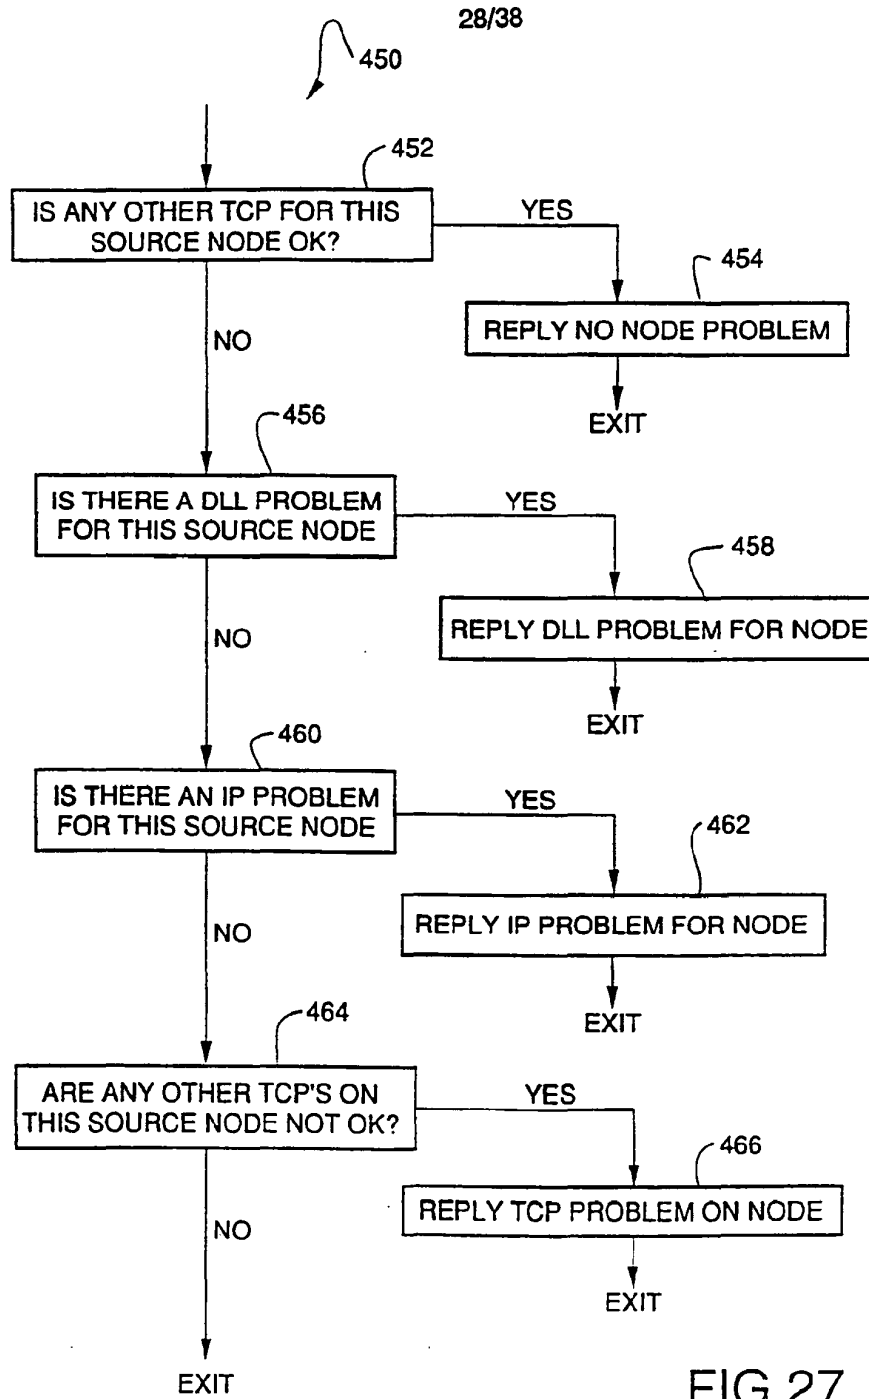 28/38
450
452
IS ANY OTHER TCP FOR THIS
SOURCE NODE OK?
YES
454
REPLY NO NODE PROBLEM
NO
EXIT
456
IS THERE A DLL PROBLEM
FOR THIS SOURCE NODE
YES
458
REPLY DLL PROBLEM FOR NODE
NO
EXIT
460
IS THERE AN IP PROBLEM
FOR THIS SOURCE NODE
YES
462
REPLY IP PROBLEM FOR NODE
NO
EXIT
464
ARE ANY OTHER TCP'S ON
THIS SOURCE NODE NOT OK?
YES
466
REPLY TCP PROBLEM ON NODE
NO
EXIT
EXIT
FIG 27